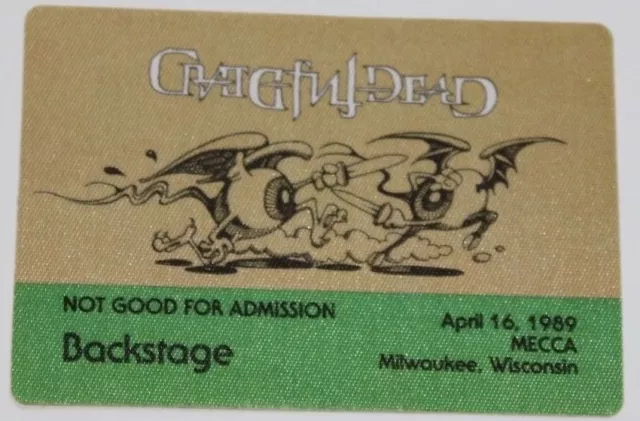 GRATEFUL DEAD
NOT GOOD FOR ADMISSION
Backstage
April 16, 1989
MECCA
Milwaukee, Wisconsin